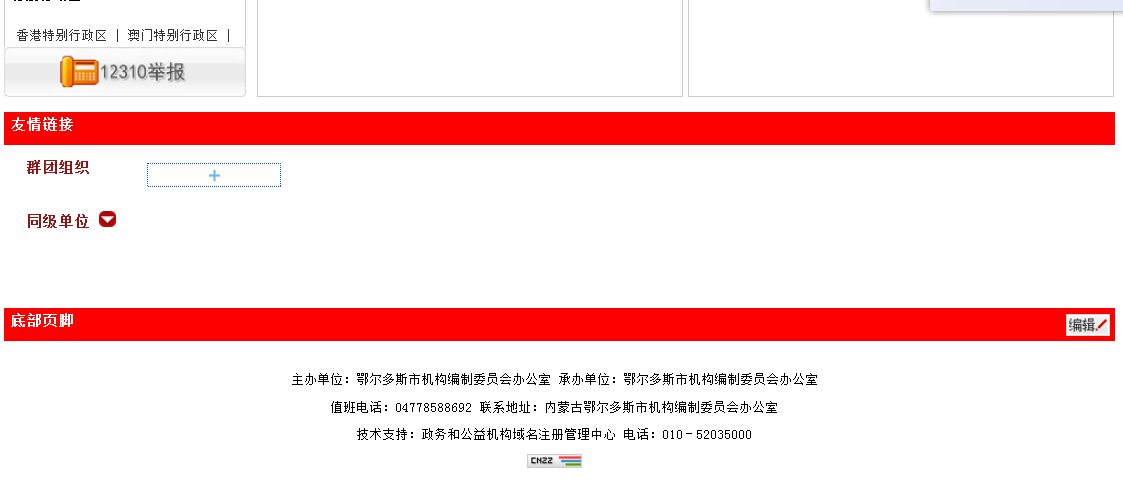 香港特别行政区 | 澳门特别行政区 |
12310举报
友情链接
群团组织
同级单位
底部页脚
编辑
主办单位：鄂尔多斯市机构编制委员会办公室 承办单位：鄂尔多斯市机构编制委员会办公室
值班电话：04778588692 联系地址：内蒙古鄂尔多斯市机构编制委员会办公室
技术支持：政务和公益机构域名注册管理中心 电话：010－52035000
CNZZ